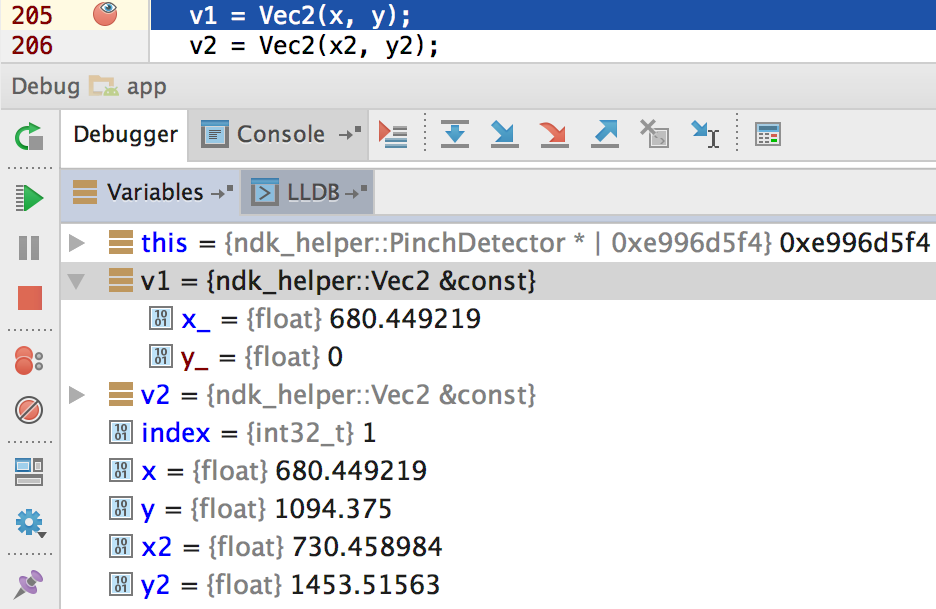 205 v1 = Vec2(x, y);
206 v2 = Vec2(x2, y2);
Debug app
Debugger Console
Variables LLDB
this = {ndk_helper::PinchDetector * | 0xe996d5f4} 0xe996d5f4
v1 = {ndk_helper::Vec2 &const}
x_ = {float} 680.449219
y_ = {float} 0
v2 = {ndk_helper::Vec2 &const}
index = {int32_t} 1
x = {float} 680.449219
y = {float} 1094.375
x2 = {float} 730.458984
y2 = {float} 1453.51563